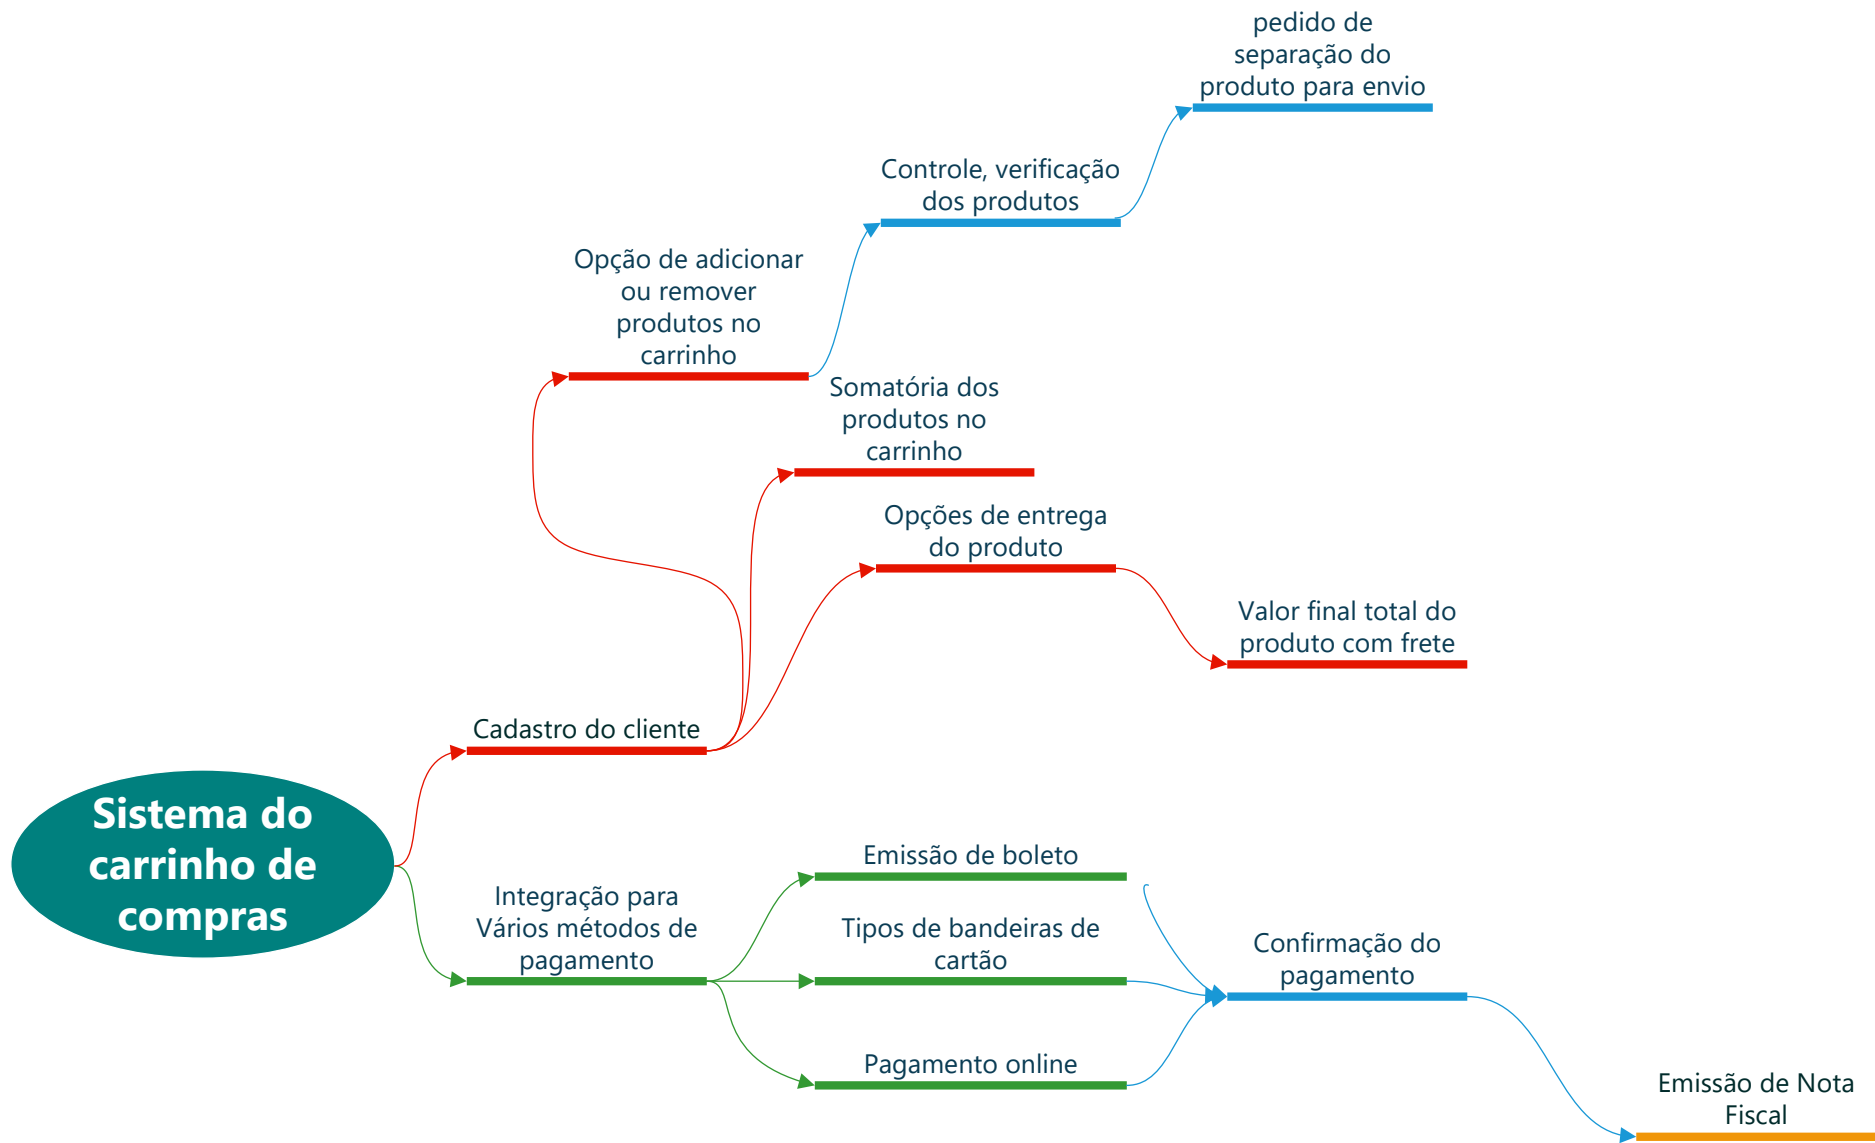 pedido de
separação do
produto para envio
Controle, verificação
dos produtos
Opção de adicionar
ou remover
produtos no
carrinho
Somatória dos
produtos no
carrinho
Opções de entrega
do produto
Valor final total do
produto com frete
Cadastro do cliente
Sistema do
carrinho de
compras
Emissão de boleto
Integração para
Vários métodos de
pagamento
Tipos de bandeiras de
cartão
Confirmação do
pagamento
Pagamento online
Emissão de Nota
Fiscal